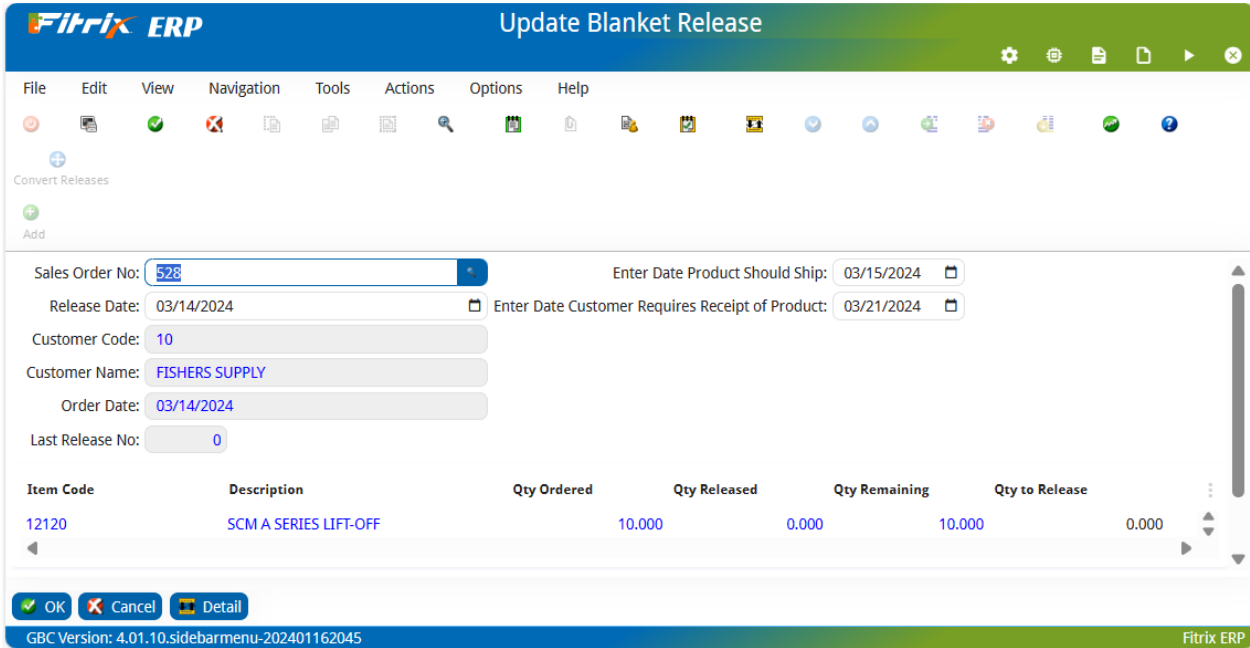 Fitrix ERP Update Blanket Release
File Edit View Navigation Tools Actions Options Help
Convert Releases
Add
Sales Order No: 528 Enter Date Product Should Ship: 03/15/2024
Release Date: 03/14/2024 Enter Date Customer Requires Receipt of Product: 03/21/2024
Customer Code: 10
Customer Name: FISHERS SUPPLY
Order Date: 03/14/2024
Last Release No: 0
Item Code Description Qty Ordered Qty Released Qty Remaining Qty to Release
12120 SCM A SERIES LIFT-OFF 10.000 0.000 10.000 0.000
OK Cancel Detail
GBC Version: 4.01.10.sidebarmenu-202401162045 Fitrix ERP